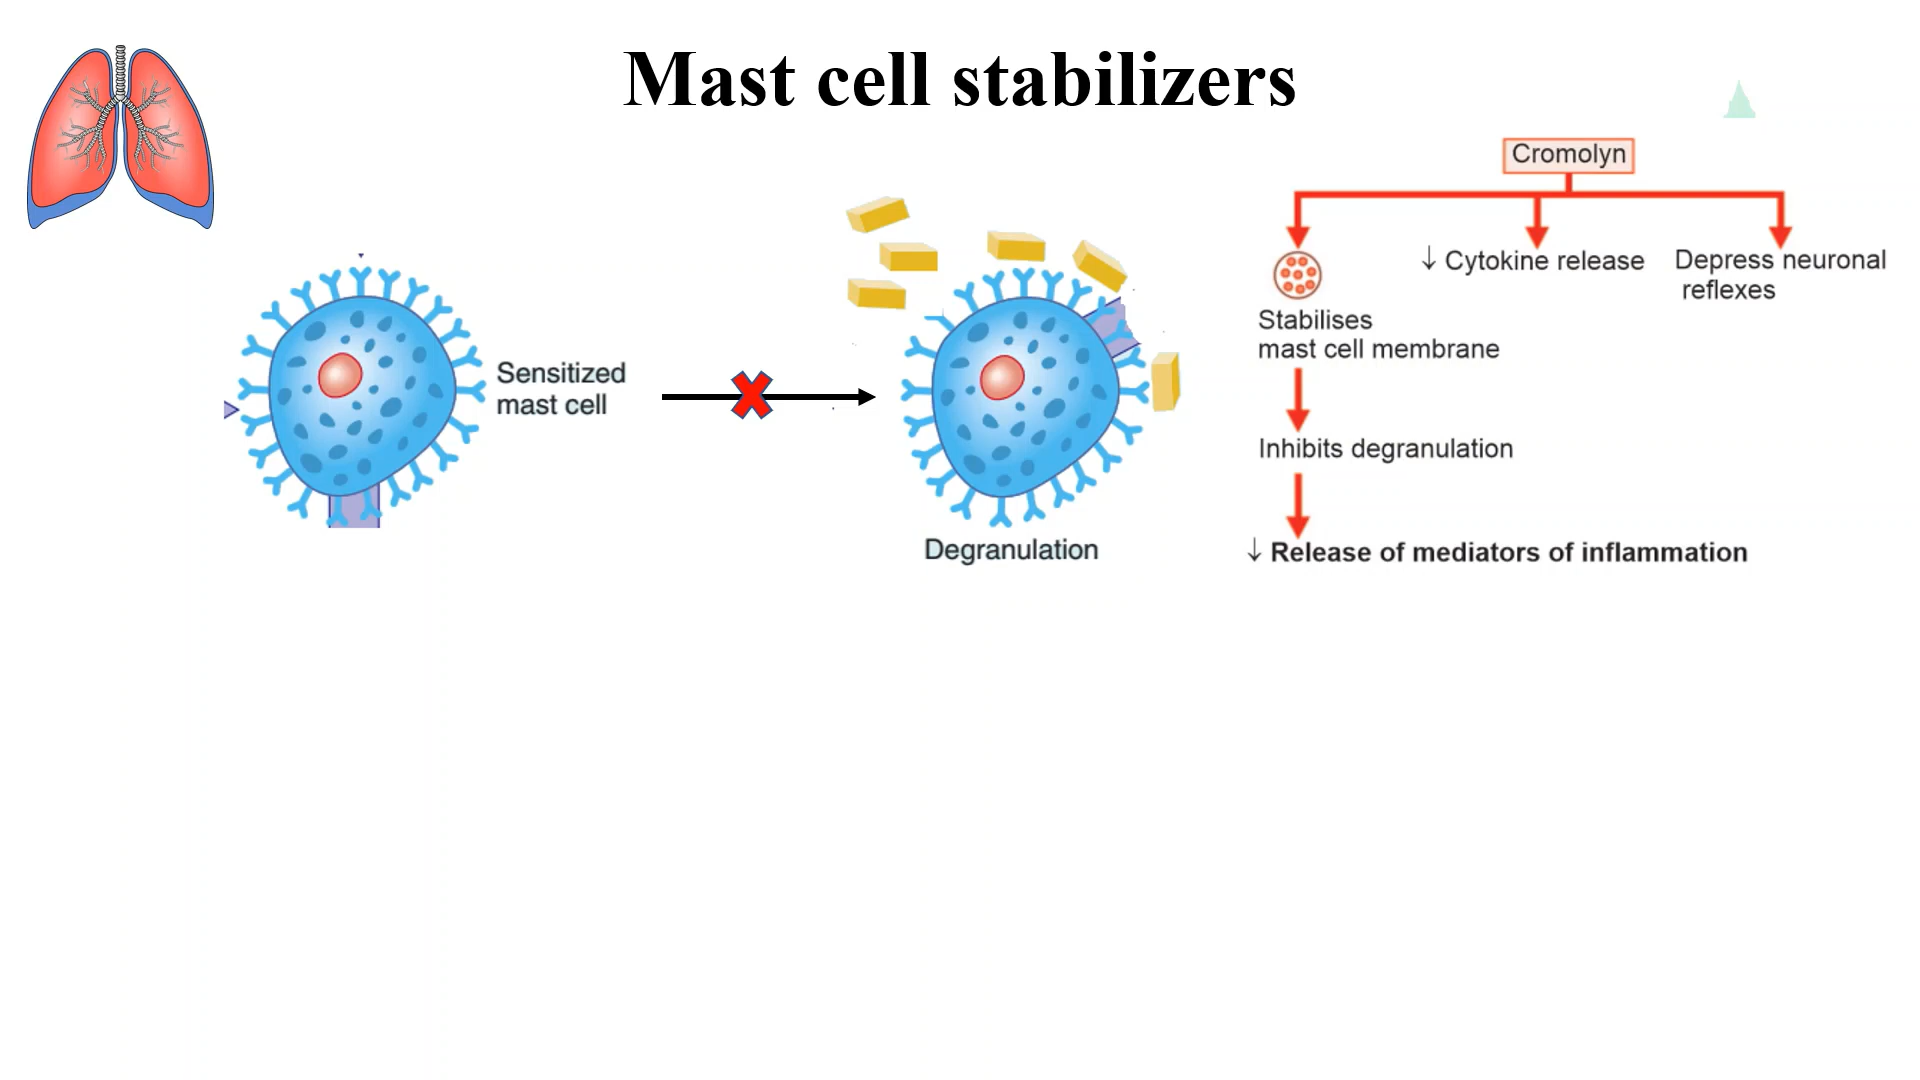 Mast cell stabilizers
Cromolyn
↓ Cytokine release
Depress neuronal
reflexes
Stabilises
mast cell membrane
Sensitized
mast cell
Inhibits degranulation
Degranulation
↓ Release of mediators of inflammation